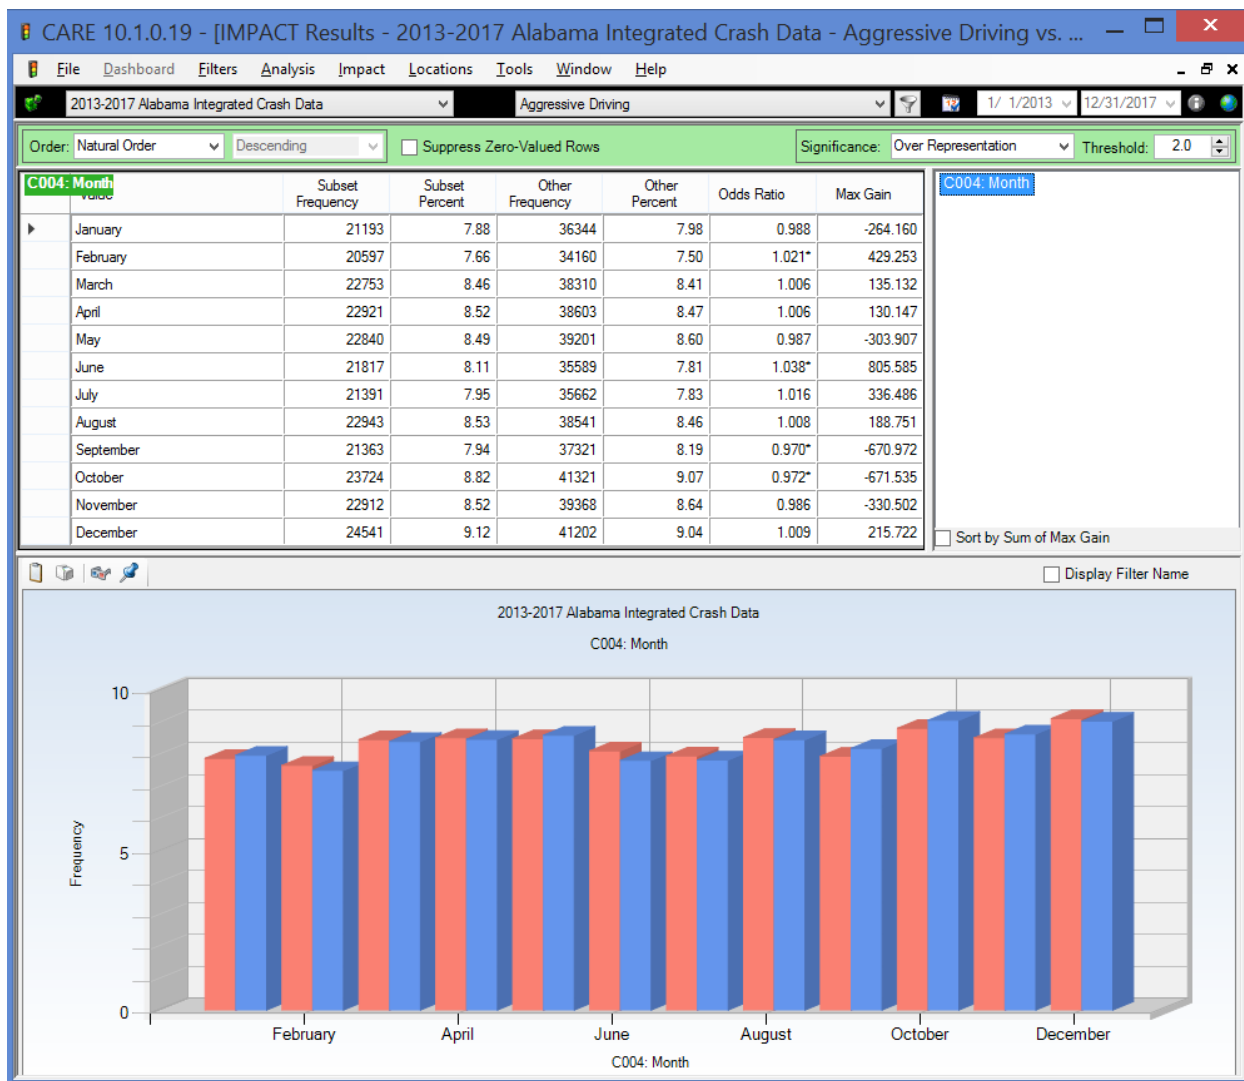 CARE 10.1.0.19 - [IMPACT Results - 2013-2017 Alabama Integrated Crash Data - Aggressive Driving vs. ...
File Dashboard Filters Analysis Impact Locations Tools Window Help
2013-2017 Alabama Integrated Crash Data Aggressive Driving 1/ 1/2013 12/31/2017
Order: Natural Order Descending Suppress Zero-Valued Rows Significance: Over Representation Threshold: 2.0
C004: Month Subset Frequency Subset Percent Other Frequency Other Percent Odds Ratio Max Gain C004: Month
January 21193 7.88 36344 7.98 0.988 -264.160
February 20597 7.66 34160 7.50 1.021* 429.253
March 22753 8.46 38310 8.41 1.006 135.132
April 22921 8.52 38603 8.47 1.006 130.147
May 22840 8.49 39201 8.60 0.987 -303.907
June 21817 8.11 35589 7.81 1.038* 805.585
July 21391 7.95 35662 7.83 1.016 336.486
August 22943 8.53 38541 8.46 1.008 188.751
September 21363 7.94 37321 8.19 0.970* -670.972
October 23724 8.82 41321 9.07 0.972* -671.535
November 22912 8.52 39368 8.64 0.986 -330.502
December 24541 9.12 41202 9.04 1.009 215.722
Sort by Sum of Max Gain
Display Filter Name
2013-2017 Alabama Integrated Crash Data
C004: Month
10
5
0
Frequency
February April June August October December
C004: Month